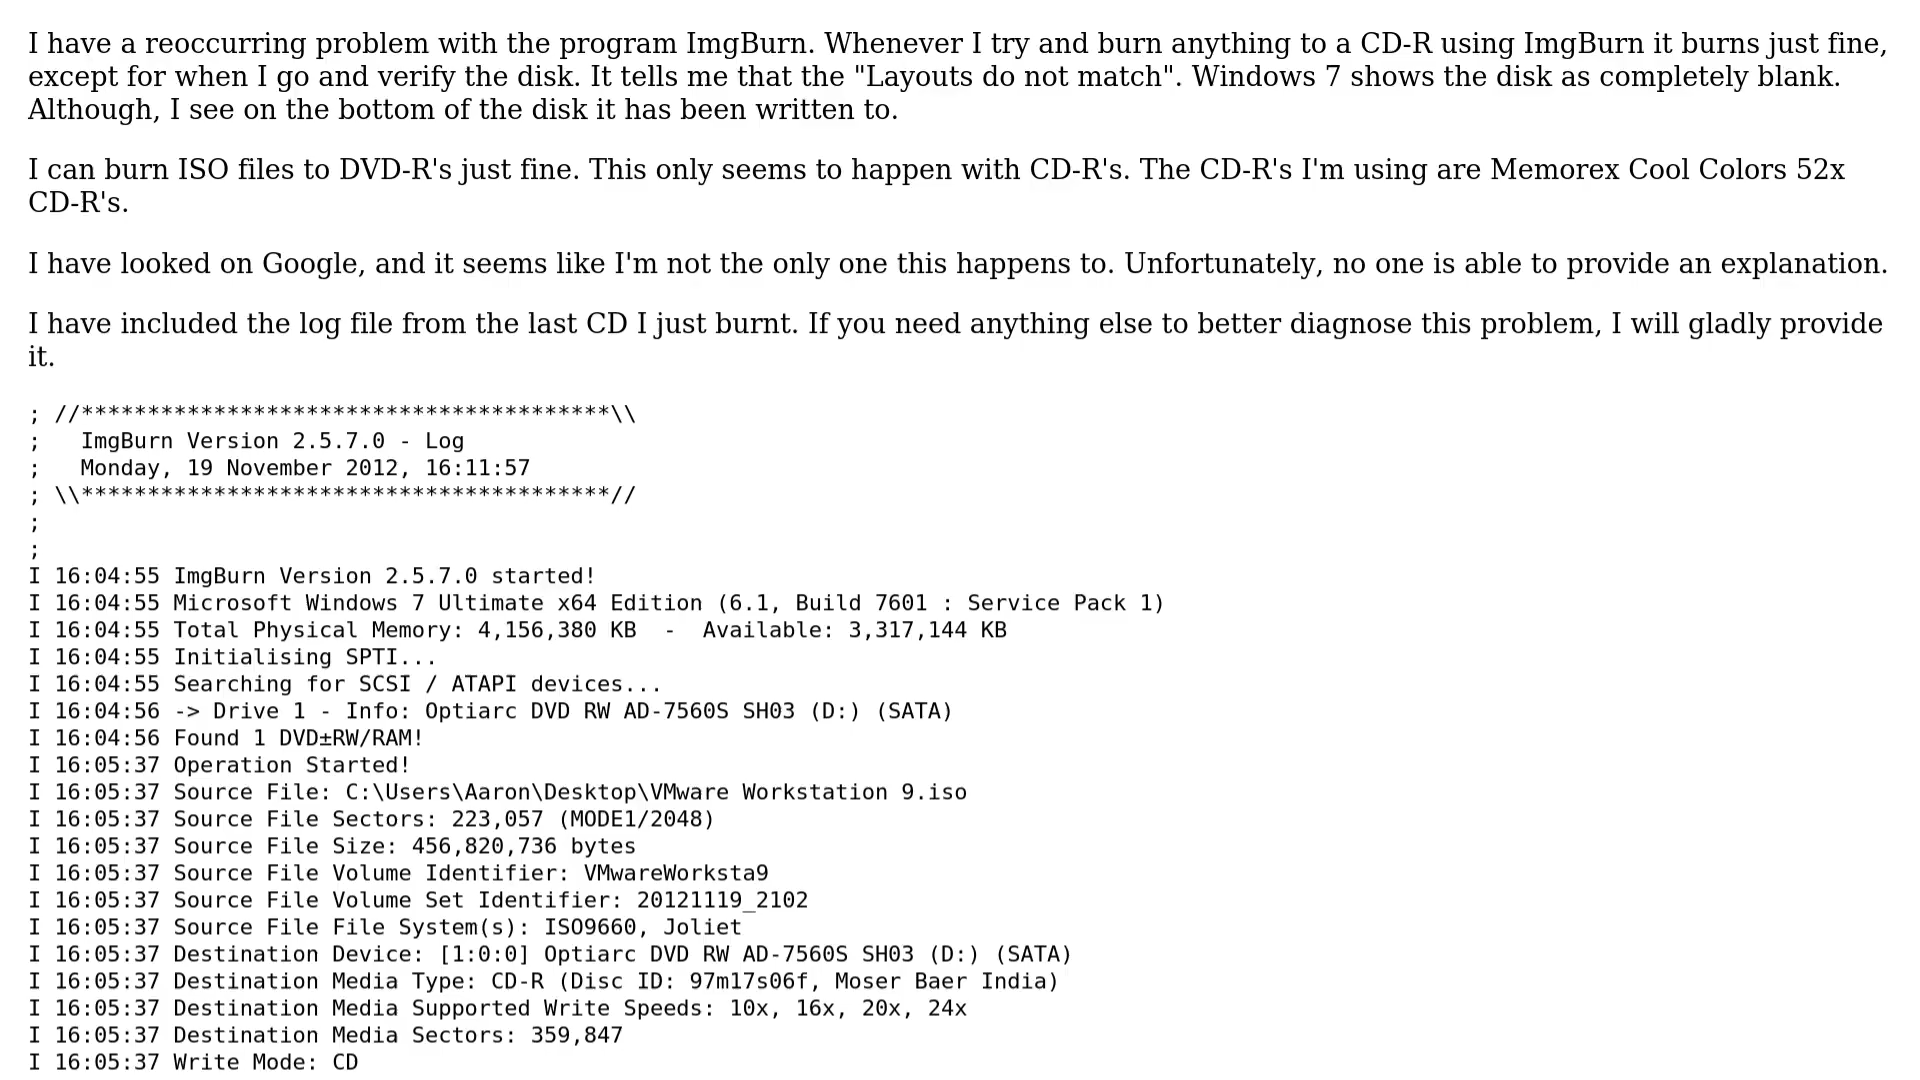 I have a reoccurring problem with the program ImgBurn. Whenever I try and burn anything to a CD-R using ImgBurn it burns just fine,
except for when I go and verify the disk. It tells me that the "Layouts do not match". Windows 7 shows the disk as completely blank.
Although, I see on the bottom of the disk it has been written to.
I can burn ISO files to DVD-R's just fine. This only seems to happen with CD-R's. The CD-R's I'm using are Memorex Cool Colors 52x
CD-R's.
I have looked on Google, and it seems like I'm not the only one this happens to. Unfortunately, no one is able to provide an explanation.
I have included the log file from the last CD I just burnt. If you need anything else to better diagnose this problem, I will gladly provide
it.
; //****************************************\\
;   ImgBurn Version 2.5.7.0 - Log
;   Monday, 19 November 2012, 16:11:57
; \\****************************************//
;
;
I 16:04:55 ImgBurn Version 2.5.7.0 started!
I 16:04:55 Microsoft Windows 7 Ultimate x64 Edition (6.1, Build 7601 : Service Pack 1)
I 16:04:55 Total Physical Memory: 4,156,380 KB  -  Available: 3,317,144 KB
I 16:04:55 Initialising SPTI...
I 16:04:55 Searching for SCSI / ATAPI devices...
I 16:04:56 -> Drive 1 - Info: Optiarc DVD RW AD-7560S SH03 (D:) (SATA)
I 16:04:56 Found 1 DVD±RW/RAM!
I 16:05:37 Operation Started!
I 16:05:37 Source File: C:\Users\Aaron\Desktop\VMware Workstation 9.iso
I 16:05:37 Source File Sectors: 223,057 (MODE1/2048)
I 16:05:37 Source File Size: 456,820,736 bytes
I 16:05:37 Source File Volume Identifier: VMwareWorksta9
I 16:05:37 Source File Volume Set Identifier: 20121119_2102
I 16:05:37 Source File File System(s): ISO9660, Joliet
I 16:05:37 Destination Device: [1:0:0] Optiarc DVD RW AD-7560S SH03 (D:) (SATA)
I 16:05:37 Destination Media Type: CD-R (Disc ID: 97m17s06f, Moser Baer India)
I 16:05:37 Destination Media Supported Write Speeds: 10x, 16x, 20x, 24x
I 16:05:37 Destination Media Sectors: 359,847
I 16:05:37 Write Mode: CD